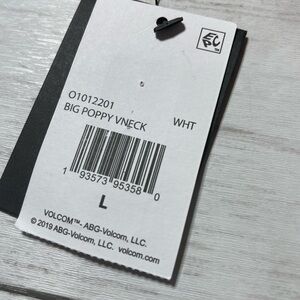 EPIC
O1012201
BIG POPPY VNECK WHT
1 93573 95358 0
L
VOLCOM™- ABG-Volcom, LLC.
© 2019 ABG-Volcom, LLC.
volcom.com